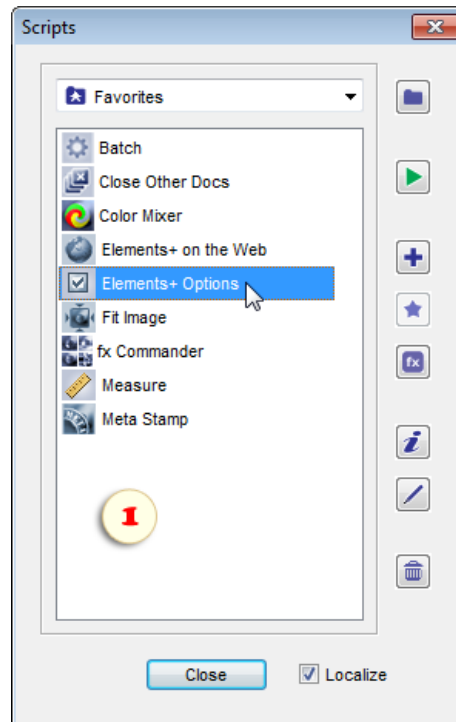 Scripts
Favorites
Batch
Close Other Docs
Color Mixer
Elements+ on the Web
Elements+ Options
Fit Image
fx Commander
Measure
Meta Stamp
fx
i
1
Close
Localize